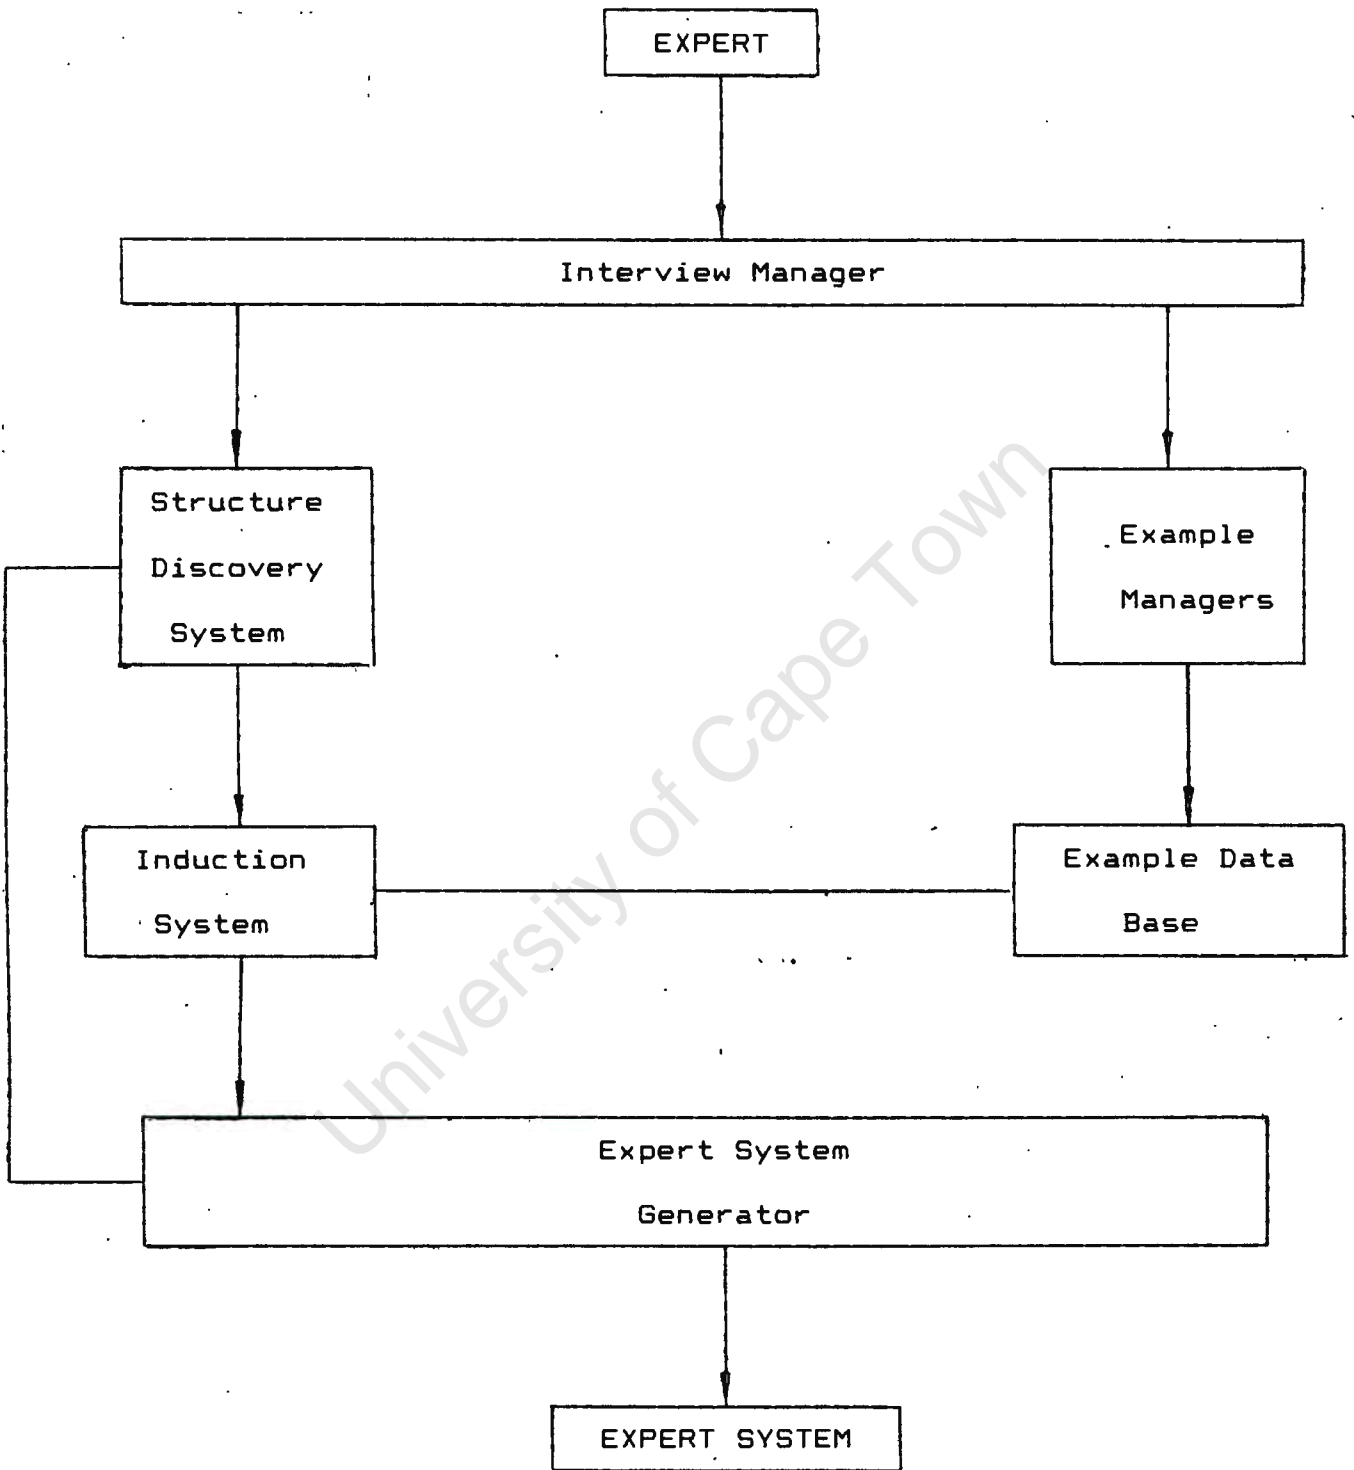 EXPERT
Interview Manager
Structure
Discovery
System
Example
Managers
Induction
System
Example Data
Base
Expert System
Generator
EXPERT SYSTEM
University of Cape Town